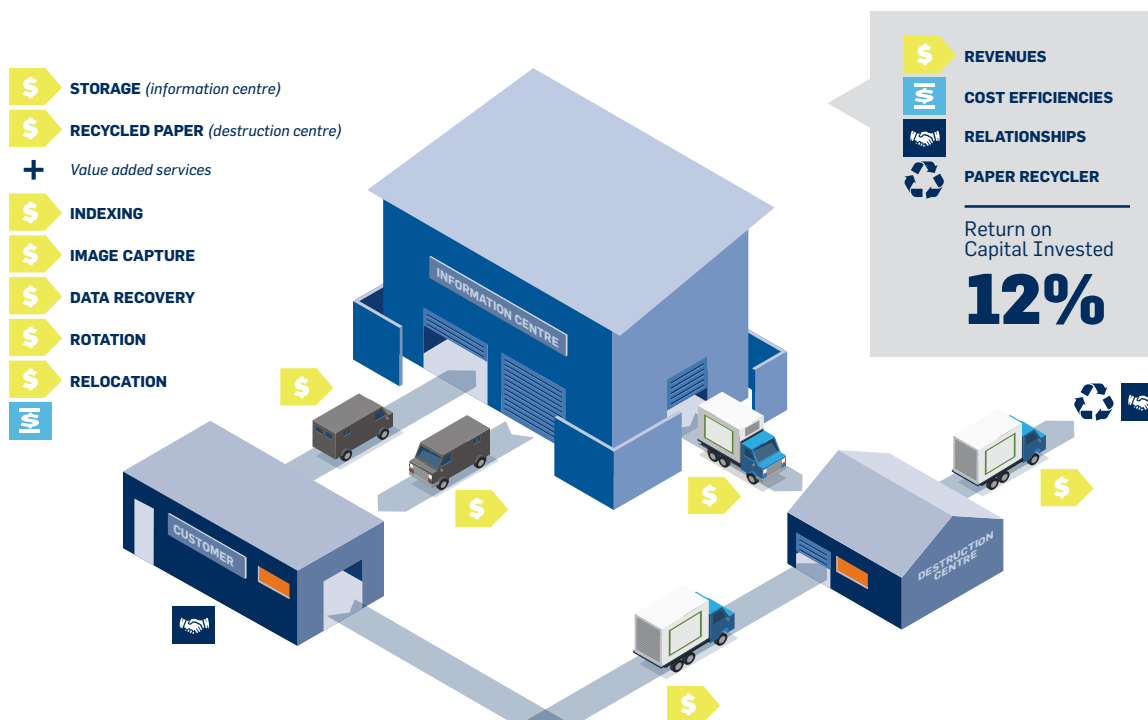 $ STORAGE (information centre)
$ RECYCLED PAPER (destruction centre)
+ Value added services
$ INDEXING
$ IMAGE CAPTURE
$ DATA RECOVERY
$ ROTATION
$ RELOCATION
$
INFORMATION CENTRE
$
$
$
CUSTOMER
DESTRUCTION
CENTRE
$
$
$ REVENUES
$ COST EFFICIENCIES
RELATIONSHIPS
PAPER RECYCLER
Return on
Capital Invested
12%